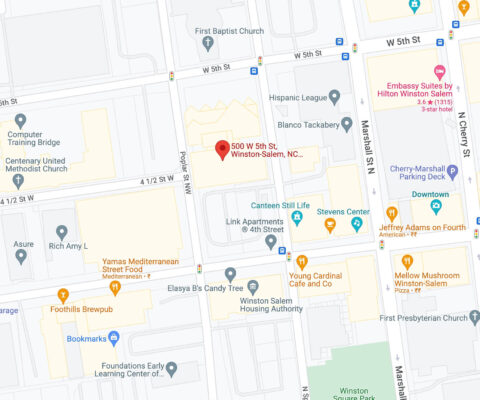 First Baptist Church
W 5th St
W 5th St
5th St
Embassy Suites by
Hilton Winston Salem
3.6 ★ (1315)
3-star hotel
Hispanic League
Computer
Training Bridge
Blanco Tackabery
500 W 5th St,
Winston-Salem, NC...
Marshall St N
N Cherry St
Centenary United
Methodist Church
Poplar St NW
Cherry-Marshall
Parking Deck
4 1/2 St W
4 1/2 St W
Downtown
Canteen Still Life
Stevens Center
Link Apartments
® 4th Street
Jeffrey Adams on Fourth
American
Rich Amy L
Asure
Yamas Mediterranean
Street Food
Mediterranean
Young Cardinal
Cafe and Co
Mellow Mushroom
Winston-Salem
Pizza
Elasya B's Candy Tree
Winston Salem
Housing Authority
arage
Foothills Brewpub
First Presbyterian Church
Bookmarks
Foundations Early
Learning Center of...
N Sp
Marshall
Winston
Square Park